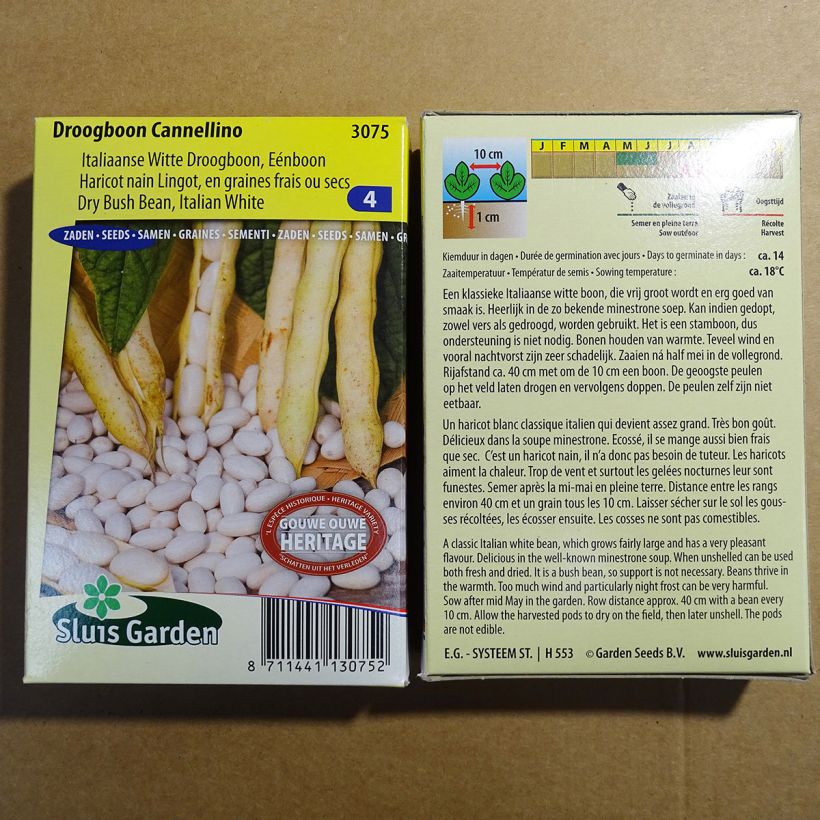 Droogboon Cannellino 3075
Italiaanse Witte Droogboon, Eénboon
Haricot nain Lingot, en graines frais ou secs
Dry Bush Bean, Italian White
4
ZADEN • SEEDS • SAMEN • GRAINES • SEMENTI • ZADEN • SEEDS • SAMEN • GR
'L ESPÈCE HISTORIQUE • HERITAGE VARIETY
GOUWE OUWE
HERITAGE
"SCHATTEN UIT HET VERLEDEN"
Sluis Garden
8 711441 130752
10 cm
1 cm
J F M A M J J A
Zaaien in
de vollegrond
Semer en pleine terre
Sow outdoor
Oogsttijd
Récolte
Harvest
Kiemduur in dagen • Durée de germination avec jours • Days to germinate in days : ca. 14
Zaaitemperatuur • Températur de semis • Sowing temperature : ca. 18°C
Een klassieke Italiaanse witte boon, die vrij groot wordt en erg goed van
smaak is. Heerlijk in de zo bekende minestrone soep. Kan indien gedopt,
zowel vers als gedroogd, worden gebruikt. Het is een stamboon, dus
ondersteuning is niet nodig. Bonen houden van warmte. Teveel wind en
vooral nachtvorst zijn zeer schadelijk. Zaaien ná half mei in de vollegrond.
Rijafstand ca. 40 cm met om de 10 cm een boon. De geoogste peulen
op het veld laten drogen en vervolgens doppen. De peulen zelf zijn niet
eetbaar.
Un haricot blanc classique italien qui devient assez grand. Très bon goût.
Délicieux dans la soupe minestrone. Ecossé, il se mange aussi bien frais
que sec. C'est un haricot nain, il n'a donc pas besoin de tuteur. Les haricots
aiment la chaleur. Trop de vent et surtout les gelées nocturnes leur sont
funestes. Semer après la mi-mai en pleine terre. Distance entre les rangs
environ 40 cm et un grain tous les 10 cm. Laisser sécher sur le sol les gous-
ses récoltées, les écosser ensuite. Les cosses ne sont pas comestibles.
A classic Italian white bean, which grows fairly large and has a very pleasant
flavour. Delicious in the well-known minestrone soup. When unshelled can be used
both fresh and dried. It is a bush bean, so support is not necessary. Beans thrive in
the warmth. Too much wind and particularly night frost can be very harmful.
Sow after mid May in the garden. Row distance approx. 40 cm with a bean every
10 cm. Allow the harvested pods to dry on the field, then later unshell. The pods
are not edible.
E.G. - SYSTEEM ST. | H 553 © Garden Seeds B.V. www.sluisgarden.nl